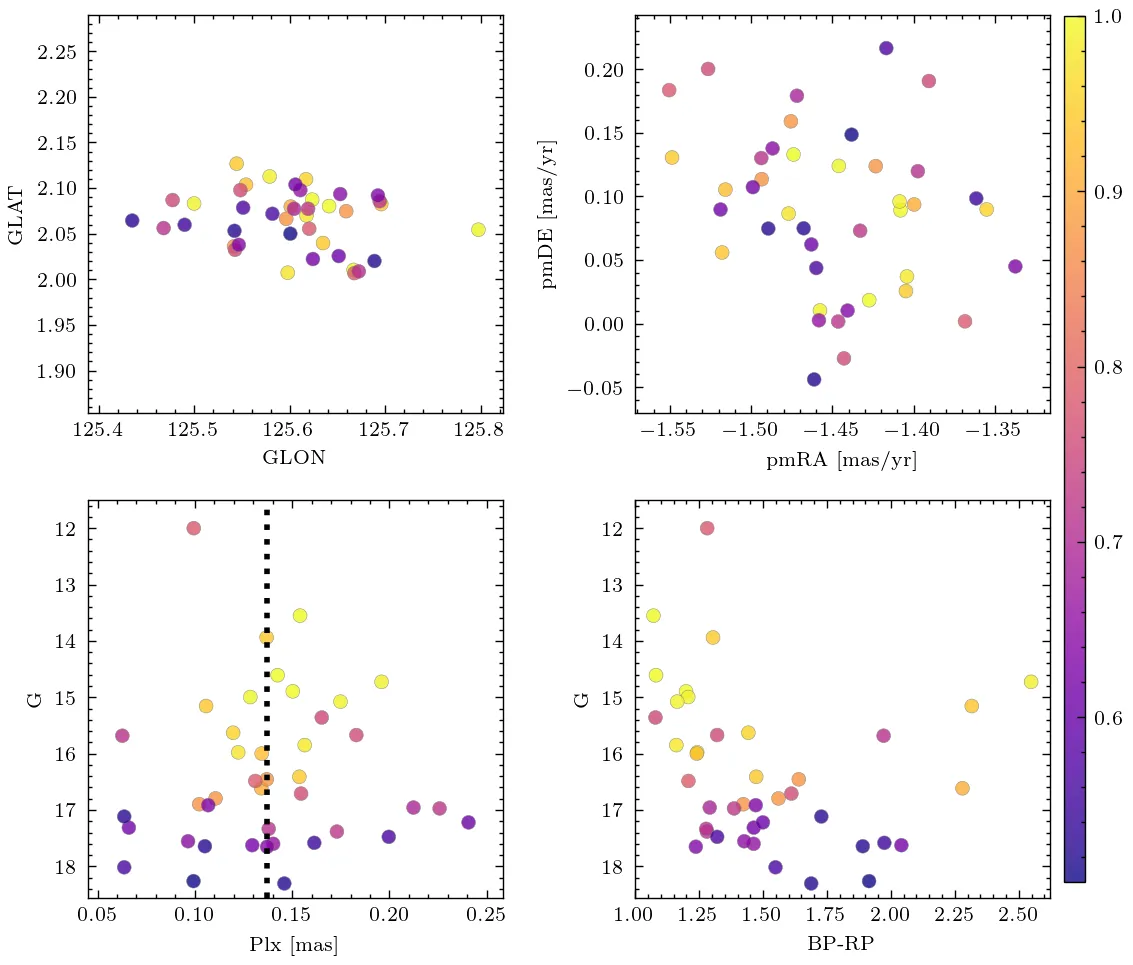 2.25
2.20
2.15
2.10
2.05
2.00
1.95
1.90
GLAT
125.4 125.5 125.6 125.7 125.8
GLON
0.20
0.15
0.10
0.05
0.00
−0.05
pmDE [mas/yr]
−1.55 −1.50 −1.45 −1.40 −1.35
pmRA [mas/yr]
1.0
0.9
0.8
0.7
0.6
12
13
14
15
16
17
18
G
0.05 0.10 0.15 0.20 0.25
Plx [mas]
12
13
14
15
16
17
18
G
1.00 1.25 1.50 1.75 2.00 2.25 2.50
BP-RP